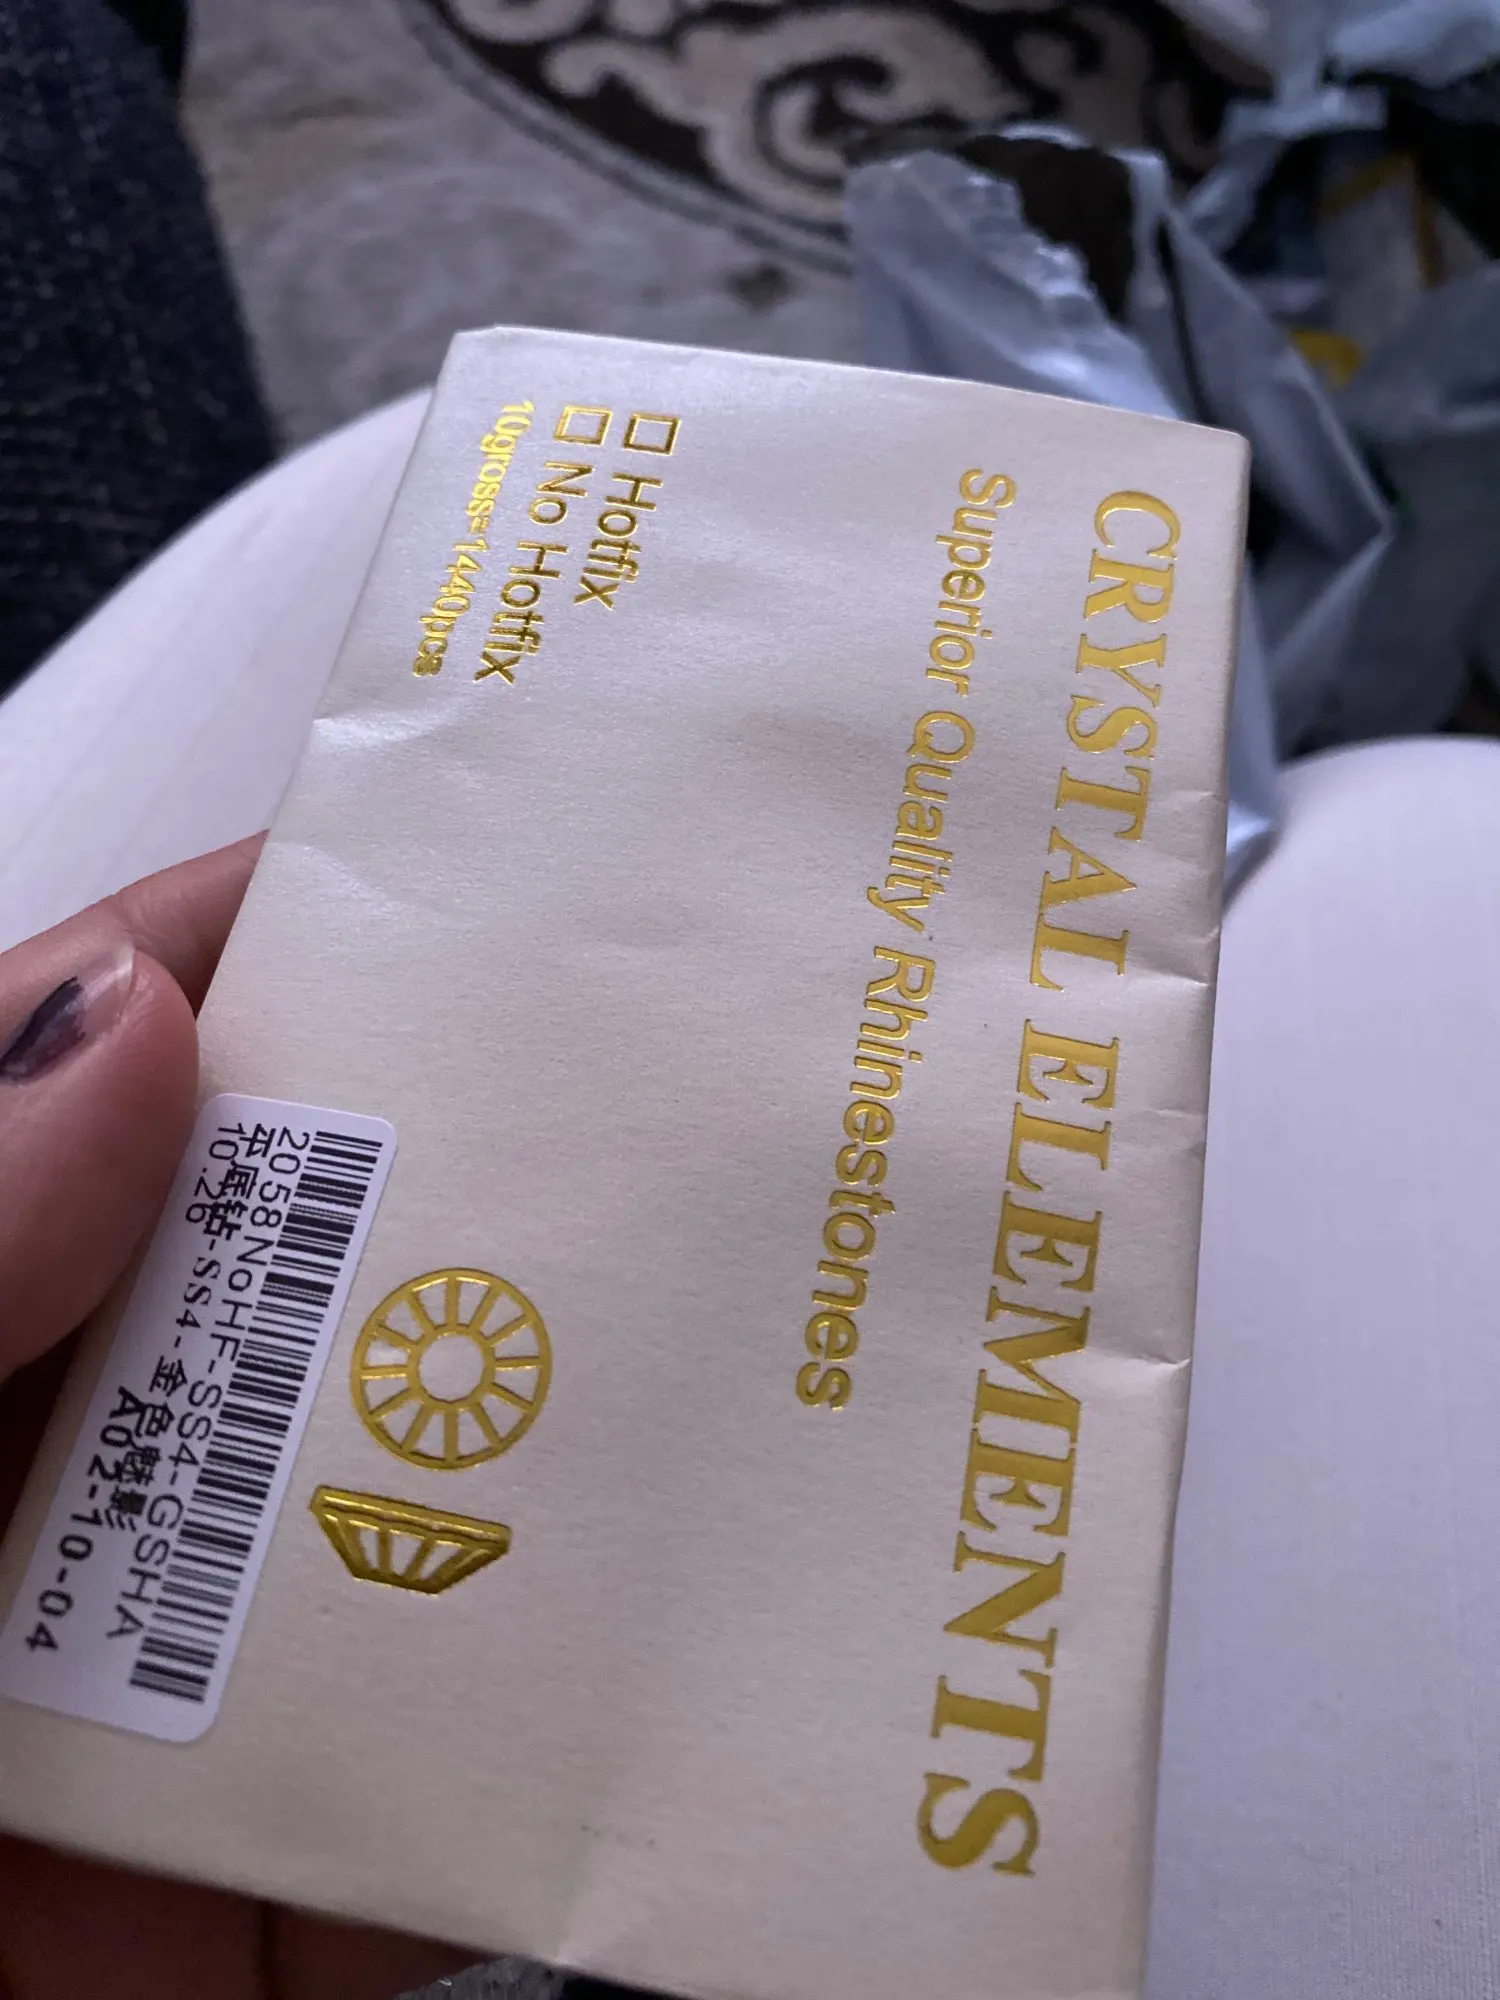 CRYSTAL ELEMENTS
Superior Quality Rhinestones
Hotfix
No Hotfix
10gross=1440pcs
2058NoHF-SS4-GSHA
平底钻-SS4-金色魅影
10.26
A02-10-04